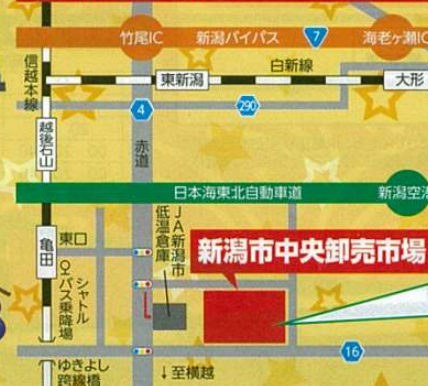 竹尾IC
新潟バイパス
7
海老ヶ瀬IC
信越本線
白新線
東新潟
大形
4
290
越後石山
赤道
日本海東北自動車道
新潟空港
亀田
東口
シャトル
バス乗降場
JA新潟市
低温倉庫
新潟市中央卸売市場
16
ゆきよし
跨線橋
↓至横越